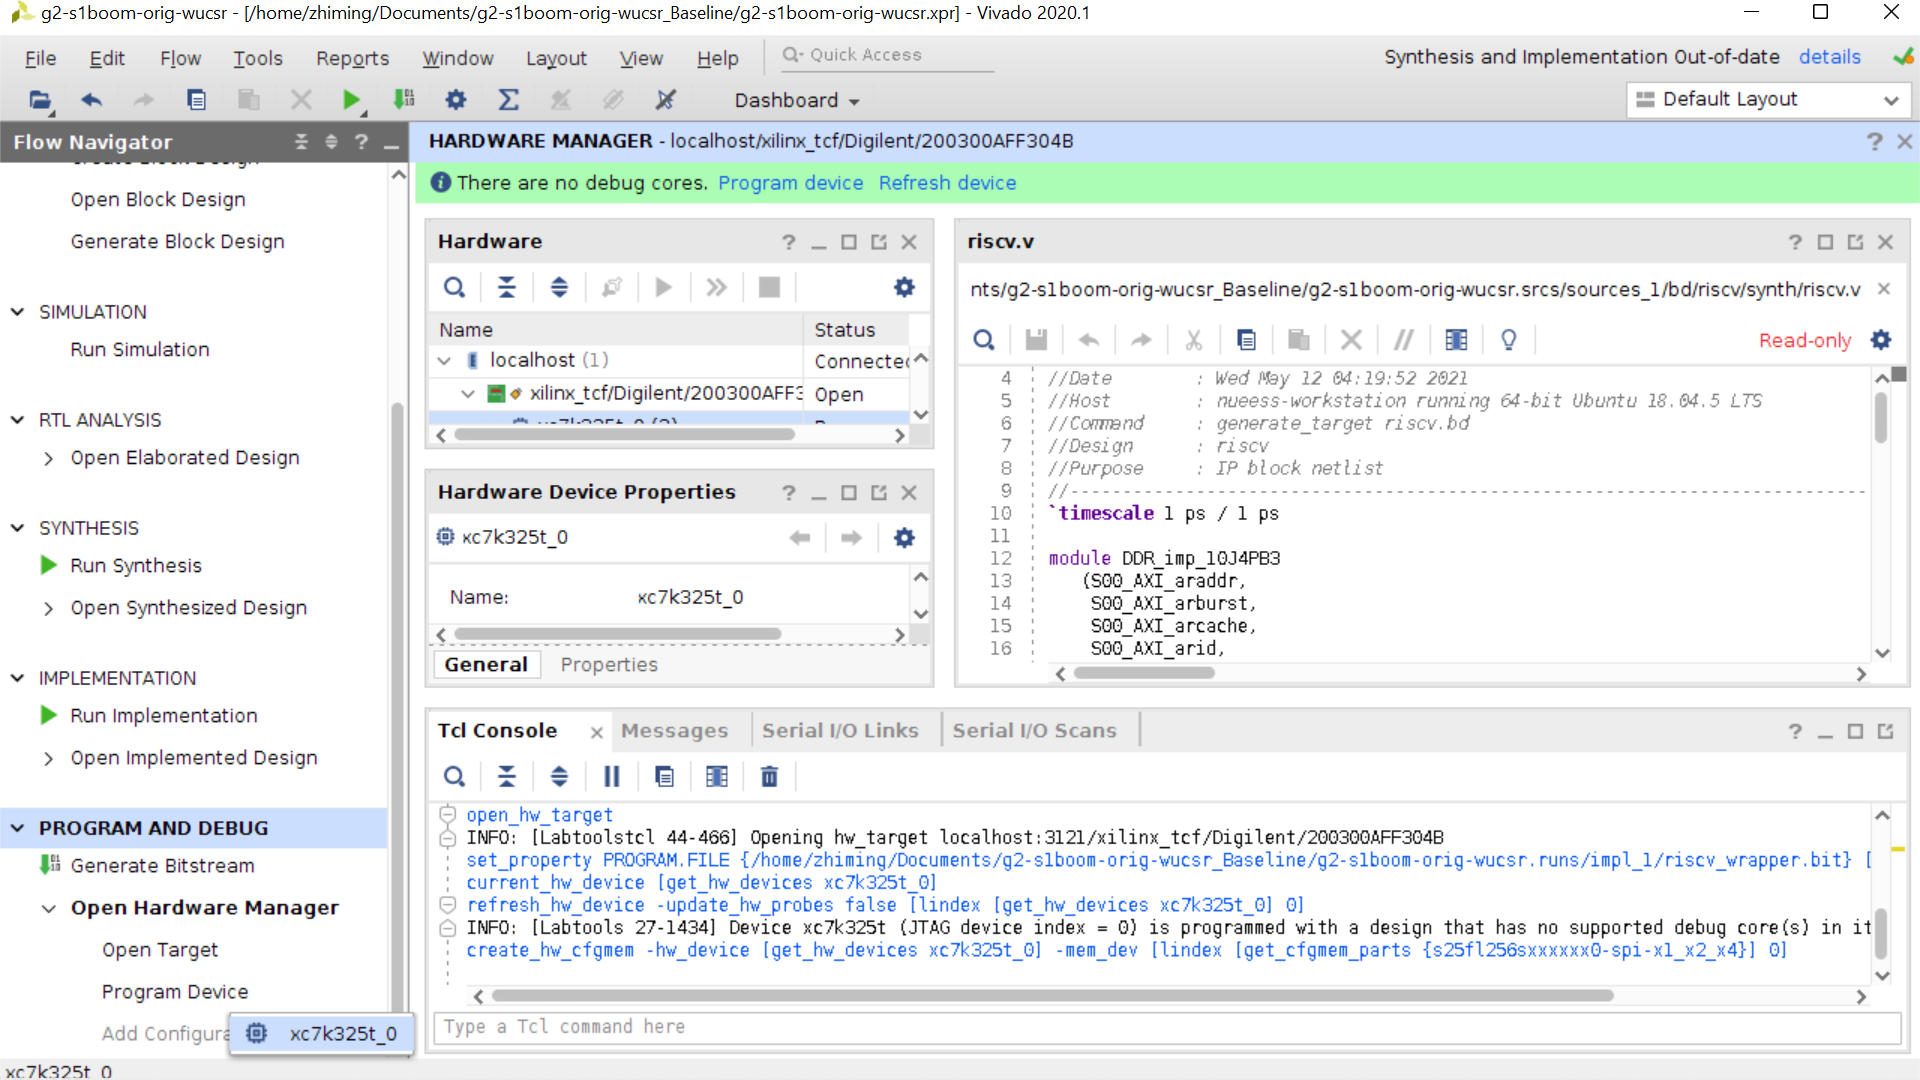 g2-s1boom-orig-wucsr - [/home/zhiming/Documents/g2-s1boom-orig-wucsr_Baseline/g2-s1boom-orig-wucsr.xpr] - Vivado 2020.1
File Edit Flow Tools Reports Window Layout View Help Quick Access
Synthesis and Implementation Out-of-date details
Dashboard
Default Layout
Flow Navigator
Create Block Design
Open Block Design
Generate Block Design
SIMULATION
Run Simulation
RTL ANALYSIS
Open Elaborated Design
SYNTHESIS
Run Synthesis
Open Synthesized Design
IMPLEMENTATION
Run Implementation
Open Implemented Design
PROGRAM AND DEBUG
Generate Bitstream
Open Hardware Manager
Open Target
Program Device
Add Configura
xc7k325t_0
xc7k325t_0
HARDWARE MANAGER - localhost/xilinx_tcf/Digilent/200300AFF304B
There are no debug cores. Program device Refresh device
Hardware
Name Status
localhost (1) Connected
xilinx_tcf/Digilent/200300AFF3 Open
xc7k325t_0 (2)
Hardware Device Properties
xc7k325t_0
Name: xc7k325t_0
General Properties
riscv.v
nts/g2-s1boom-orig-wucsr_Baseline/g2-s1boom-orig-wucsr.srcs/sources_1/bd/riscv/synth/riscv.v
Read-only
4 //Date : Wed May 12 04:19:52 2021
5 //Host : nueess-workstation running 64-bit Ubuntu 18.04.5 LTS
6 //Command : generate_target riscv.bd
7 //Design : riscv
8 //Purpose : IP block netlist
9 //---------------------------------------------------------------------------
10 `timescale 1 ps / 1 ps
11
12 module DDR_imp_10J4PB3
13 (S00_AXI_araddr,
14 S00_AXI_arburst,
15 S00_AXI_arcache,
16 S00_AXI_arid,
Tcl Console Messages Serial I/O Links Serial I/O Scans
open_hw_target
INFO: [Labtoolstcl 44-466] Opening hw_target localhost:3121/xilinx_tcf/Digilent/200300AFF304B
set_property PROGRAM.FILE {/home/zhiming/Documents/g2-s1boom-orig-wucsr_Baseline/g2-s1boom-orig-wucsr.runs/impl_1/riscv_wrapper.bit} [
current_hw_device [get_hw_devices xc7k325t_0]
refresh_hw_device -update_hw_probes false [lindex [get_hw_devices xc7k325t_0] 0]
INFO: [Labtools 27-1434] Device xc7k325t (JTAG device index = 0) is programmed with a design that has no supported debug core(s) in it
create_hw_cfgmem -hw_device [get_hw_devices xc7k325t_0] -mem_dev [lindex [get_cfgmem_parts {s25fl256sxxxxxx0-spi-x1_x2_x4}] 0]
Type a Tcl command here